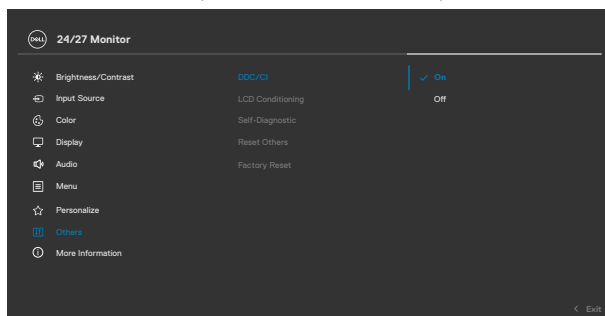 DELL
24/27 Monitor
Brightness/Contrast DDC/CI ✓ On
Input Source LCD Conditioning Off
Color Self-Diagnostic
Display Reset Others
Audio Factory Reset
Menu
Personalize
Others
More Information
< Exit